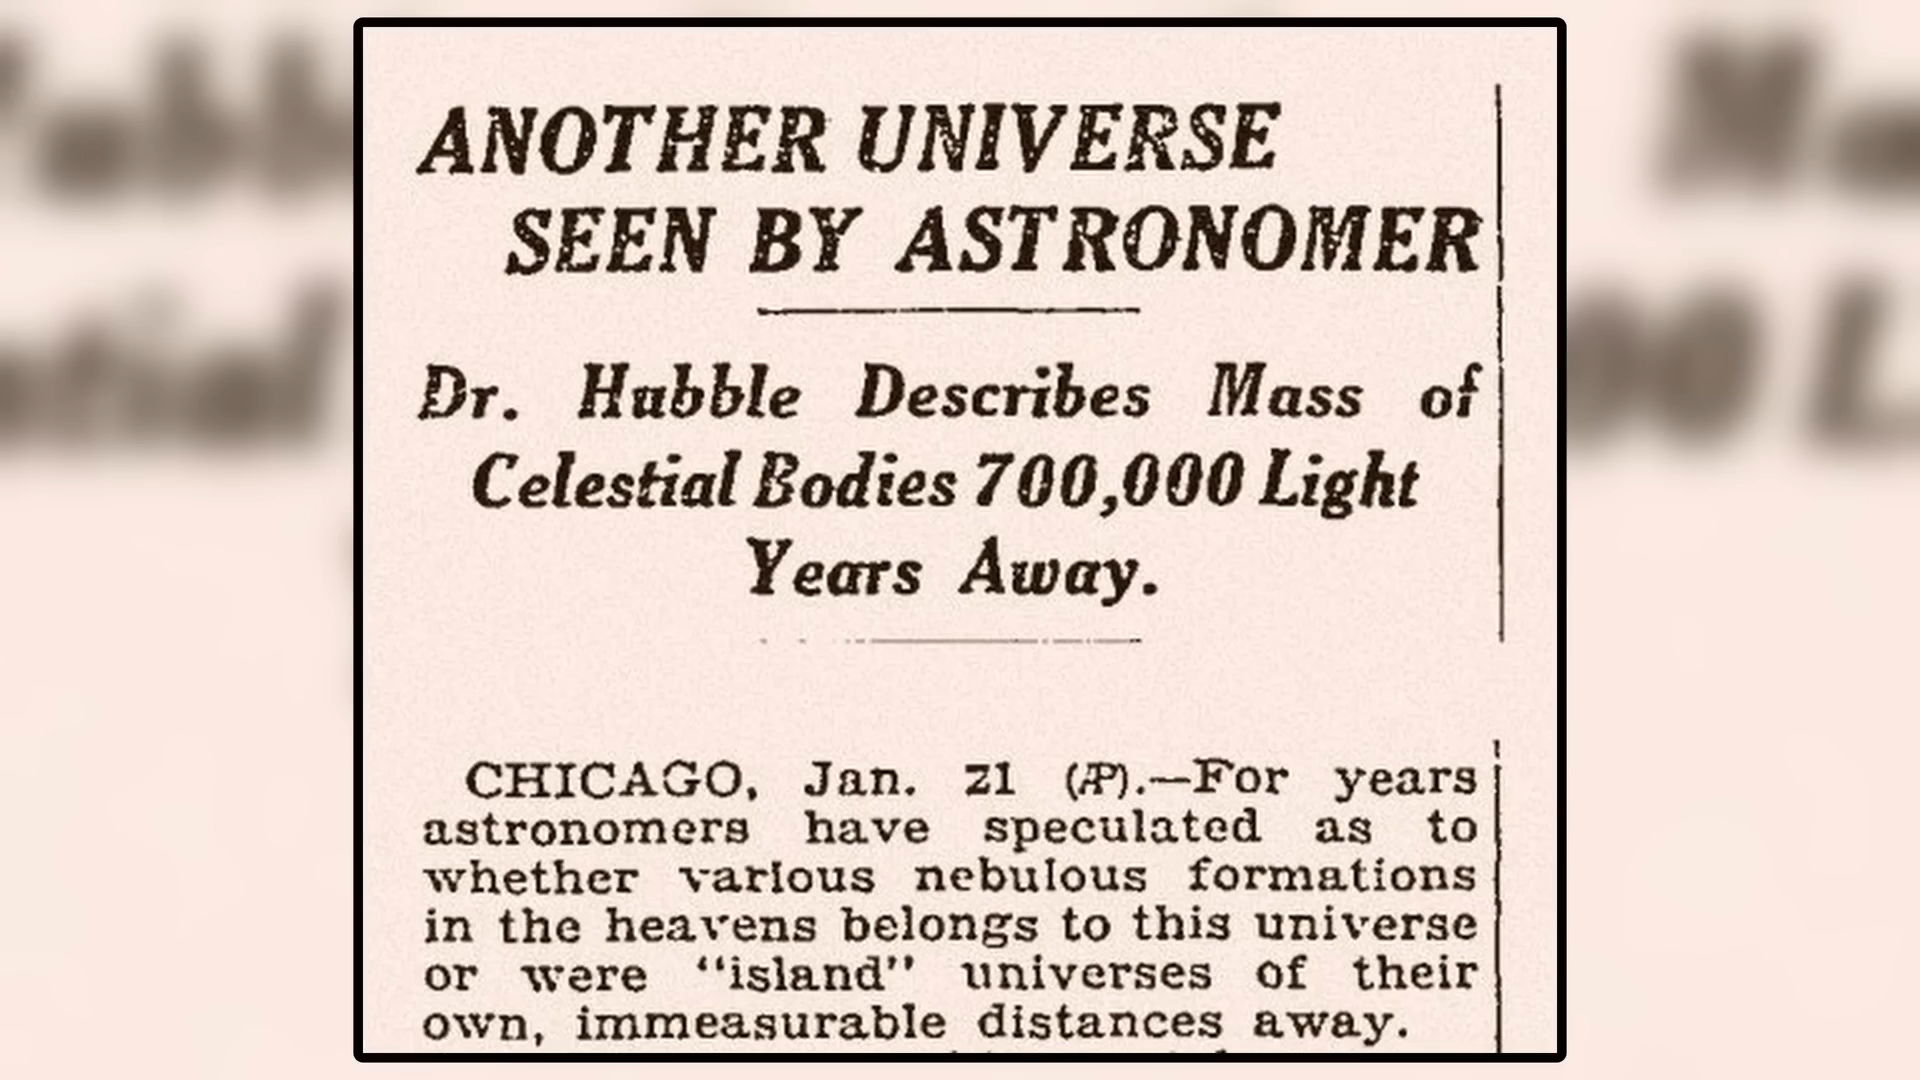 ANOTHER UNIVERSE
SEEN BY ASTRONOMER
Dr. Hubble Describes Mass of
Celestial Bodies 700,000 Light
Years Away.
CHICAGO, Jan. 21 (AP).—For years
astronomers have speculated as to
whether various nebulous formations
in the heavens belongs to this universe
or were “island” universes of their
own, immeasurable distances away.